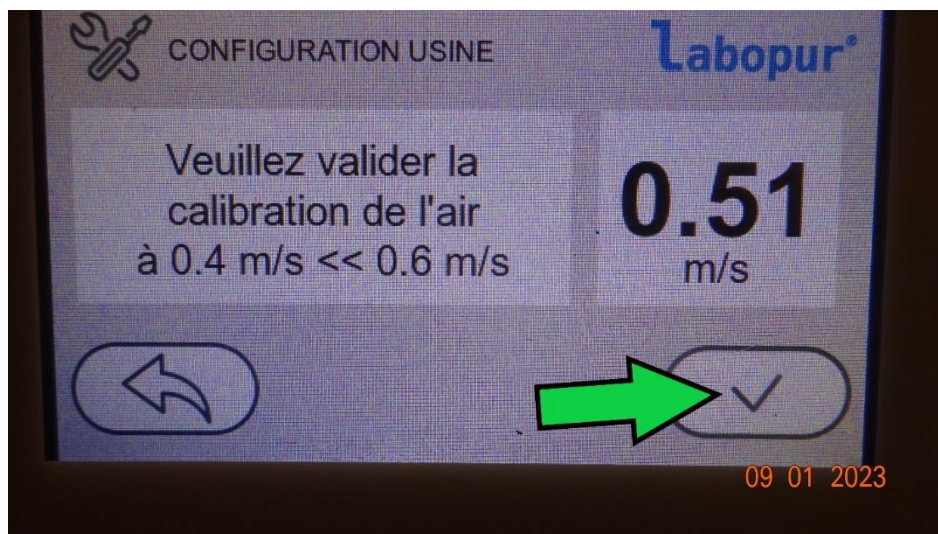 CONFIGURATION USINE
Labopur®
Veuillez valider la
calibration de l'air
à 0.4 m/s << 0.6 m/s
0.51
m/s
09 01 2023